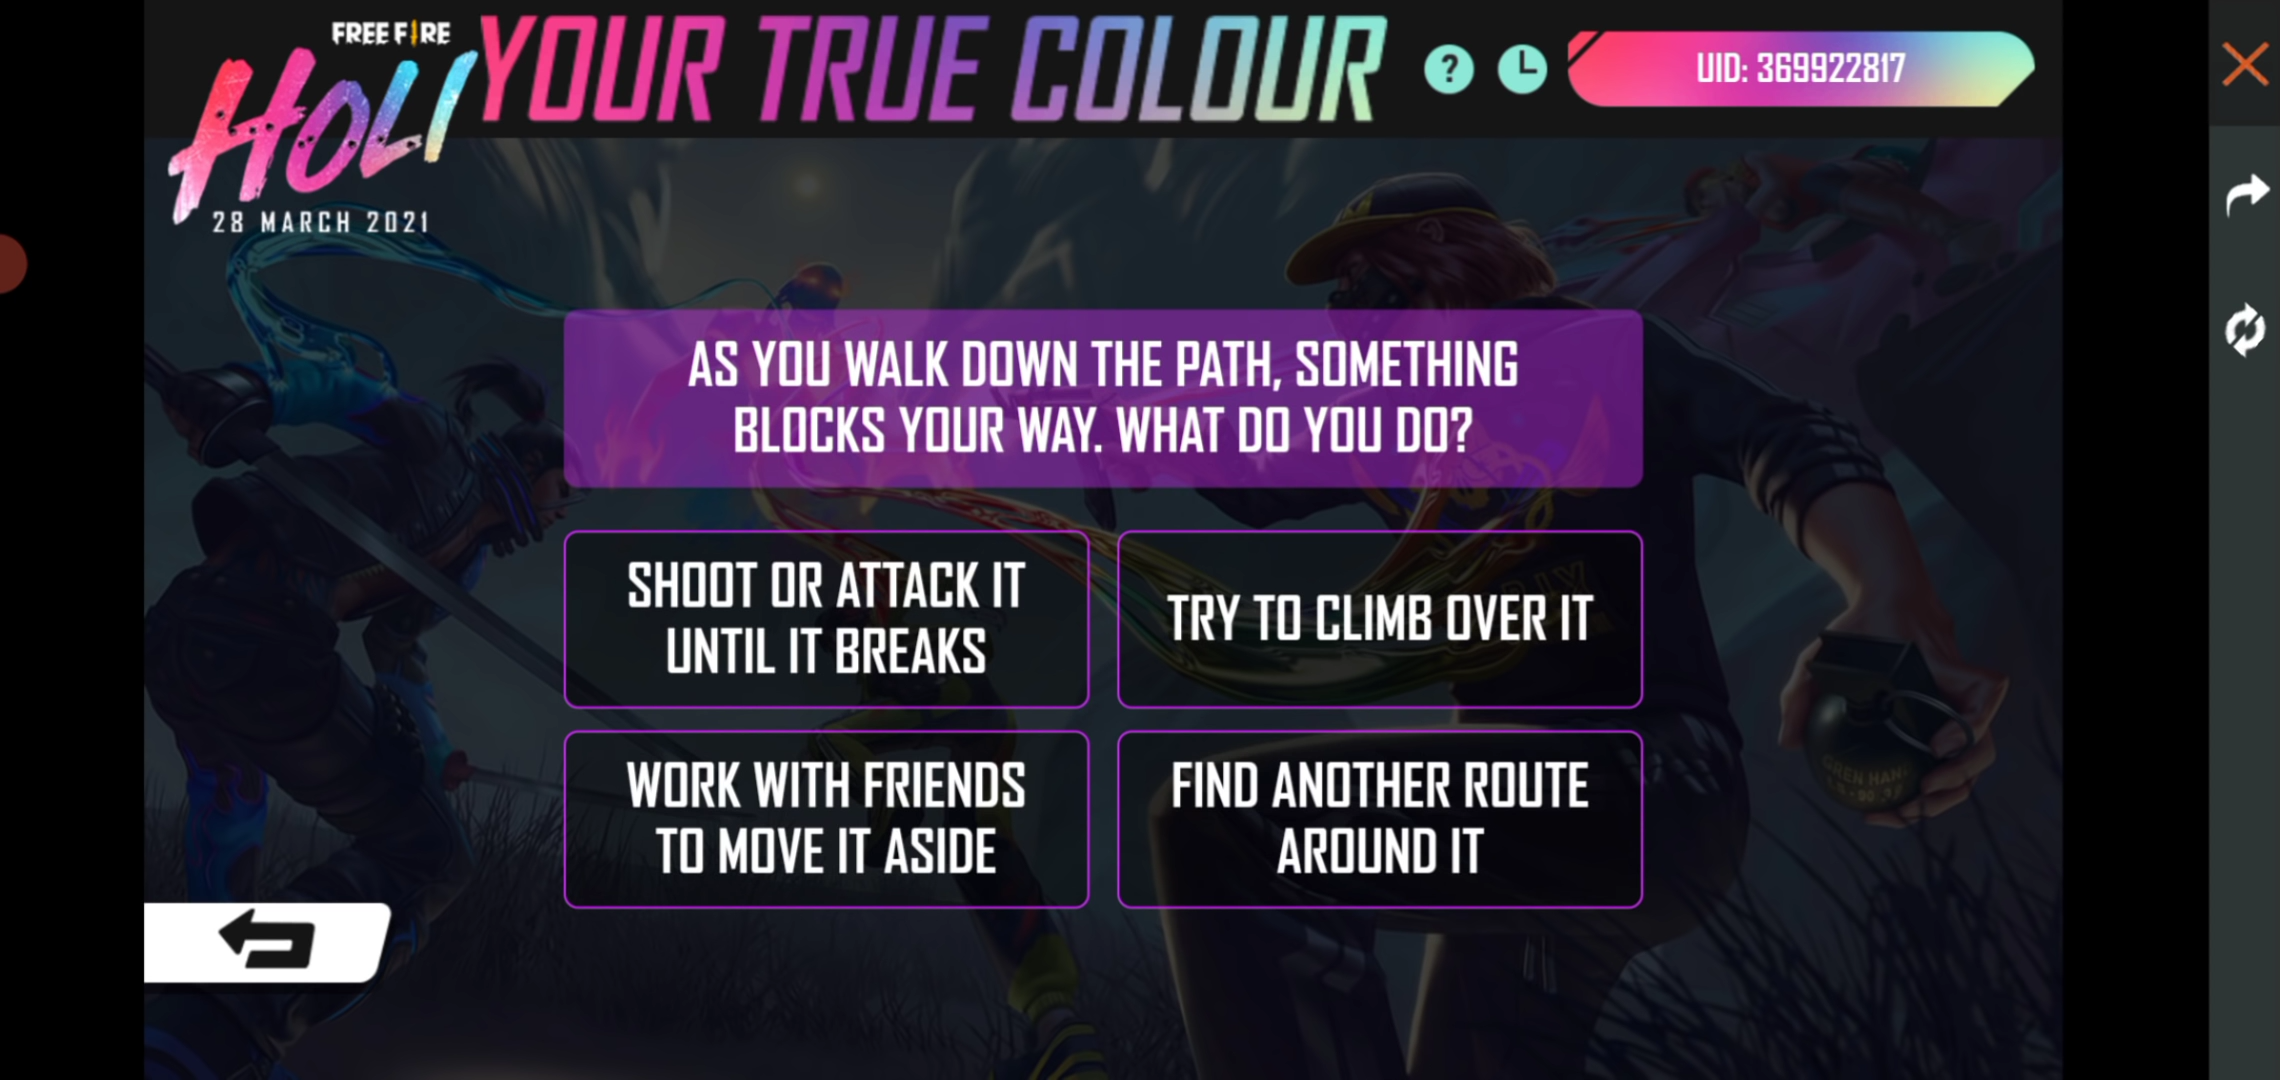 FREE FIRE
HOLI
28 MARCH 2021
YOUR TRUE COLOUR
?
UID: 369922817
AS YOU WALK DOWN THE PATH, SOMETHING
BLOCKS YOUR WAY. WHAT DO YOU DO?
SHOOT OR ATTACK IT
UNTIL IT BREAKS
TRY TO CLIMB OVER IT
WORK WITH FRIENDS
TO MOVE IT ASIDE
FIND ANOTHER ROUTE
AROUND IT